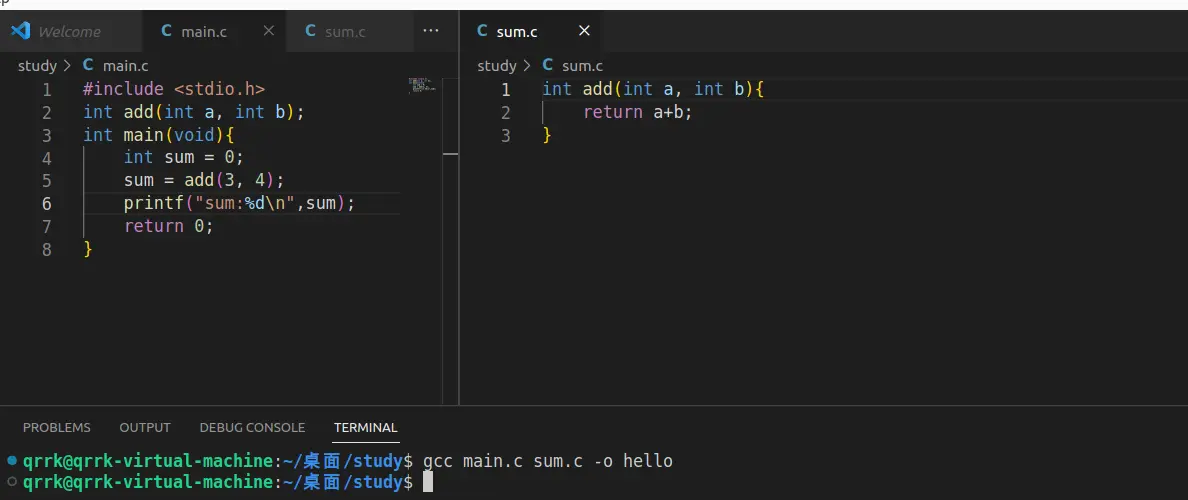 Welcome
main.c
sum.c
...
sum.c
study > main.c
1 #include <stdio.h>
2 int add(int a, int b);
3 int main(void){
4 int sum = 0;
5 sum = add(3, 4);
6 printf("sum:%d\n",sum);
7 return 0;
8 }
study > sum.c
1 int add(int a, int b){
2 return a+b;
3 }
PROBLEMS OUTPUT DEBUG CONSOLE TERMINAL
qrrk@qrrk-virtual-machine:~/桌面/study$ gcc main.c sum.c -o hello
qrrk@qrrk-virtual-machine:~/桌面/study$